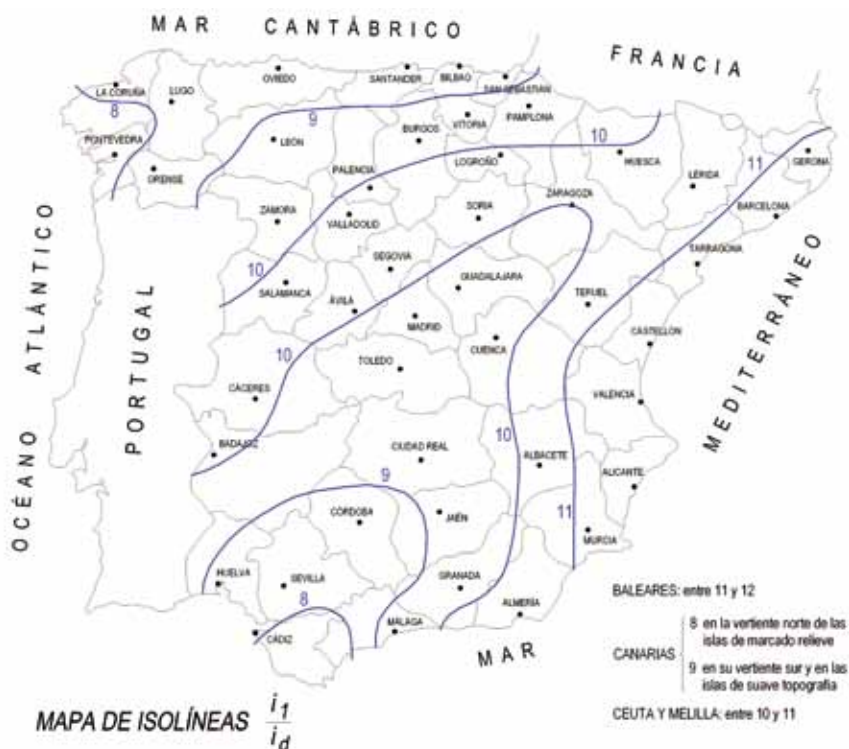 MAR CANTÁBRICO
FRANCIA
LA CORUÑA
LUGO
OVIEDO
SANTANDER
BILBAO
SAN SEBASTIAN
8
9
PONTEVEDRA
ORENSE
LEON
BURGOS
VITORIA
PAMPLONA
10
11
PALENCIA
LOGROÑO
HUESCA
LÉRIDA
GERONA
ZAMORA
VALLADOLID
SORIA
ZARAGOZA
BARCELONA
TARRAGONA
10
SALAMANCA
SEGOVIA
ÁVILA
GUADALAJARA
MADRID
TERUEL
CUENCA
CASTELLON
10
TOLEDO
CÁCERES
VALENCIA
OCÉANO ATLÁNTICO
PORTUGAL
MEDITERRÁNEO
BADAJOZ
CIUDAD REAL
10
ALBACETE
ALICANTE
9
CÓRDOBA
JAÉN
11
MURCIA
HUELVA
SEVILLA
GRANADA
8
ALMERÍA
CÁDIZ
MÁLAGA
MAR
BALEARES: entre 11 y 12
CANARIAS
8 en la vertiente norte de las
islas de marcado relieve
9 en su vertiente sur y en las
islas de suave topografia
CEUTA Y MELILLA: entre 10 y 11
MAPA DE ISOLÍNEAS i1/id